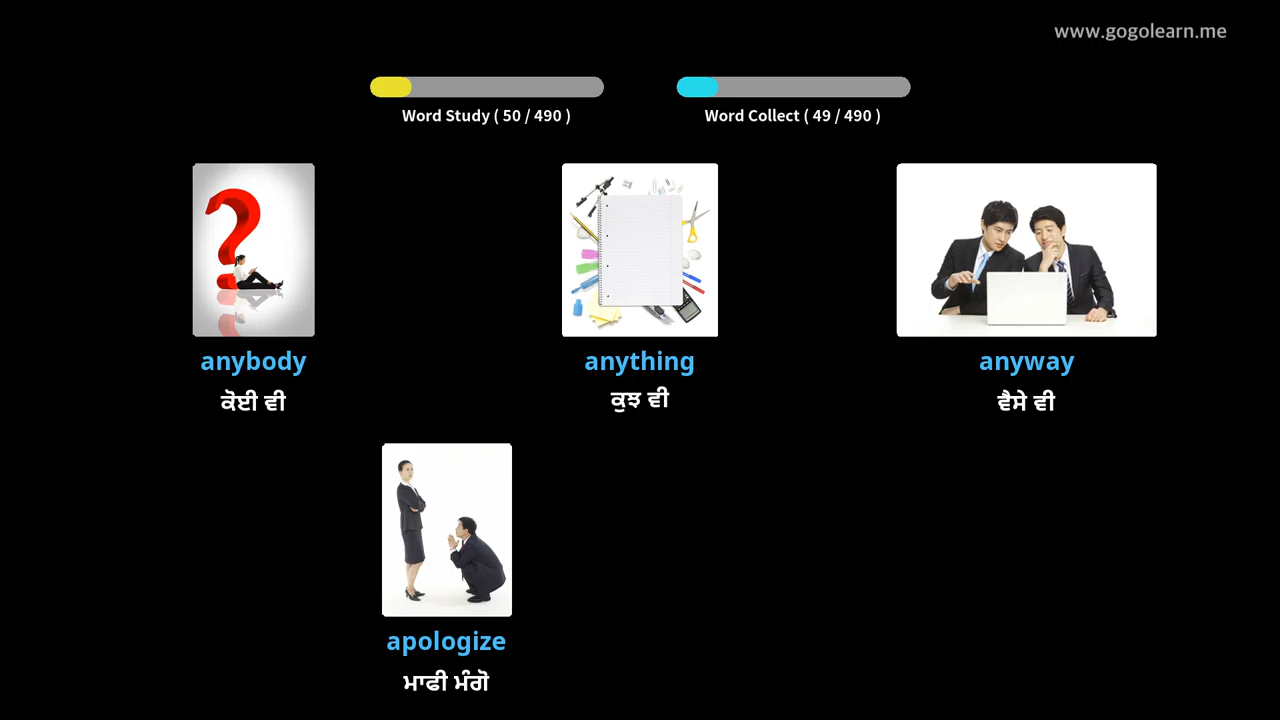 www.gogolearn.me
Word Study ( 50 / 490 )
Word Collect ( 49 / 490 )
anybody
ਕੋਈ ਵੀ
anything
ਕੁਝ ਵੀ
anyway
ਵੈਸੇ ਵੀ
apologize
ਮਾਫੀ ਮੰਗੋ